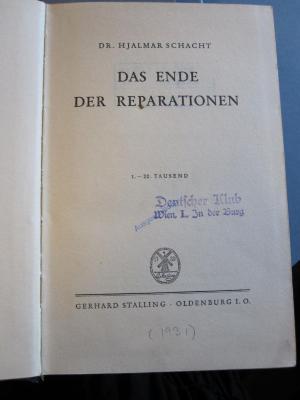 DR. HJALMAR SCHACHT
DAS ENDE
DER REPARATIONEN
1.–20. TAUSEND
Deutscher Klub
Wien I., In der Burg
GERHARD STALLING · OLDENBURG I. O.
(1931)